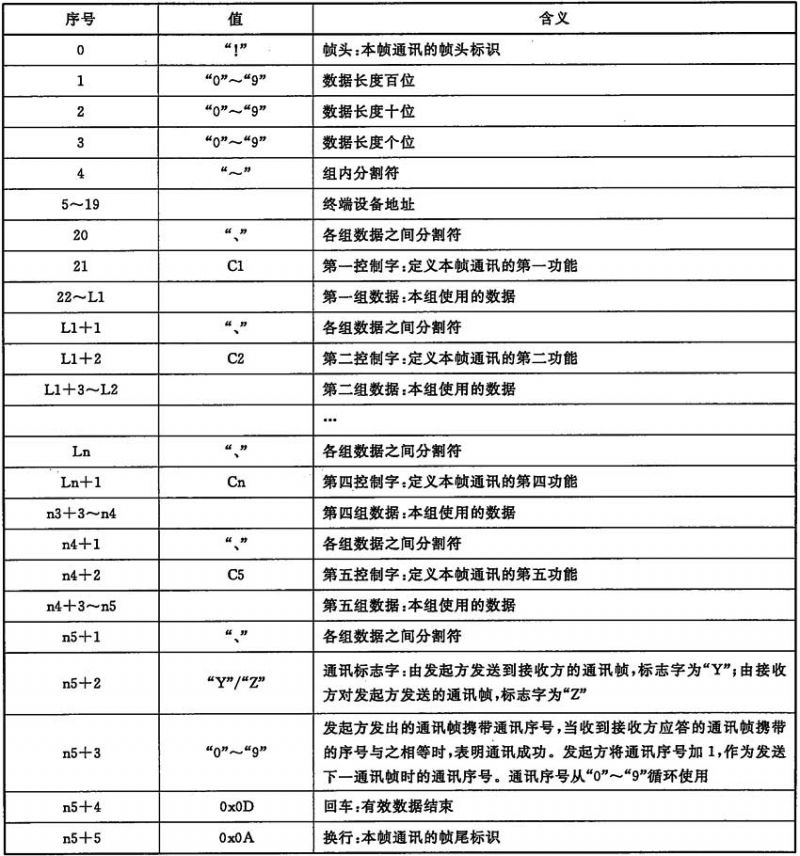 序号 值 含义
0 “!” 帧头:本帧通讯的帧头标识
1 “0”～“9” 数据长度百位
2 “0”～“9” 数据长度十位
3 “0”～“9” 数据长度个位
4 “～” 组内分割符
5～19 终端设备地址
20 “、” 各组数据之间分割符
21 C1 第一控制字:定义本帧通讯的第一功能
22～L1 第一组数据:本组使用的数据
L1+1 “、” 各组数据之间分割符
L1+2 C2 第二控制字:定义本帧通讯的第二功能
L1+3～L2 第二组数据:本组使用的数据
…
Ln “、” 各组数据之间分割符
Ln+1 Cn 第四控制字:定义本帧通讯的第四功能
n3+3～n4 第四组数据:本组使用的数据
n4+1 “、” 各组数据之间分割符
n4+2 C5 第五控制字:定义本帧通讯的第五功能
n4+3～n5 第五组数据:本组使用的数据
n5+1 “、” 各组数据之间分割符
n5+2 “Y”/“Z” 通讯标志字:由发起方发送到接收方的通讯帧,标志字为“Y”;由接收
方对发起方发送的通讯帧,标志字为“Z”
n5+3 “0”～“9” 发起方发出的通讯帧携带通讯序号,当收到接收方应答的通讯帧携带
的序号与之相等时,表明通讯成功。发起方将通讯序号加 1,作为发送
下一通讯帧时的通讯序号。通讯序号从“0”～“9”循环使用
n5+4 0x0D 回车:有效数据结束
n5+5 0x0A 换行:本帧通讯的帧尾标识